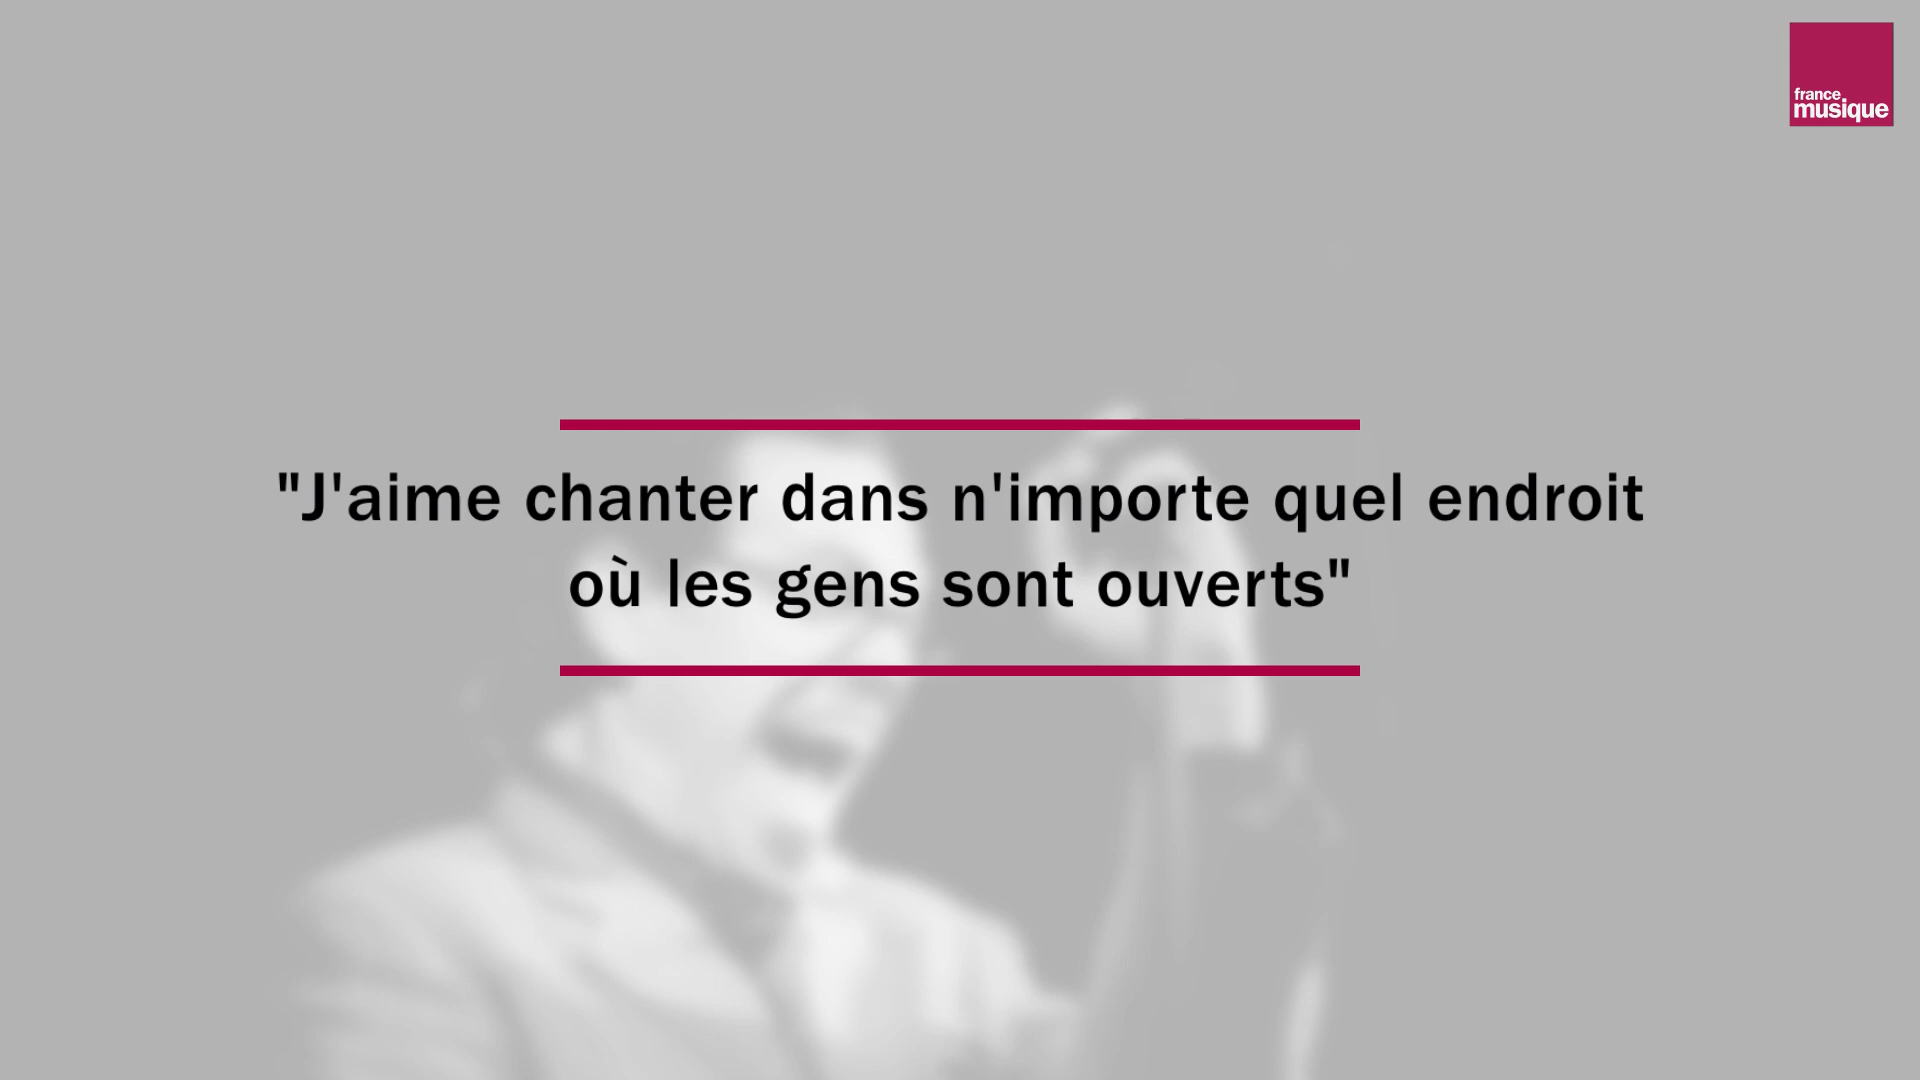 france
musique
"J'aime chanter dans n'importe quel endroit
où les gens sont ouverts"